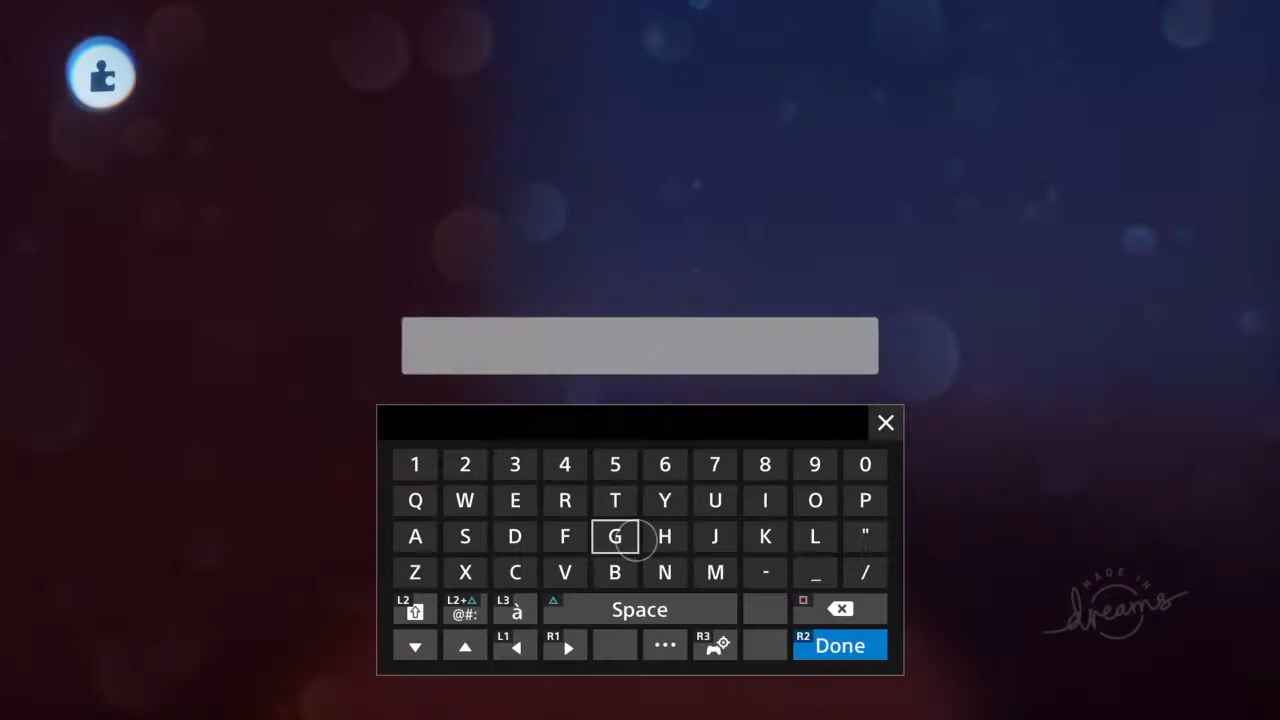 1 2 3 4 5 6 7 8 9 0
Q W E R T Y U I O P
A S D F G H J K L "
Z X C V B N M - _ /
L2 L2+△ @#: L3 à △ Space □
L1 R1 ... R3 R2 Done
MADE IN
dreams